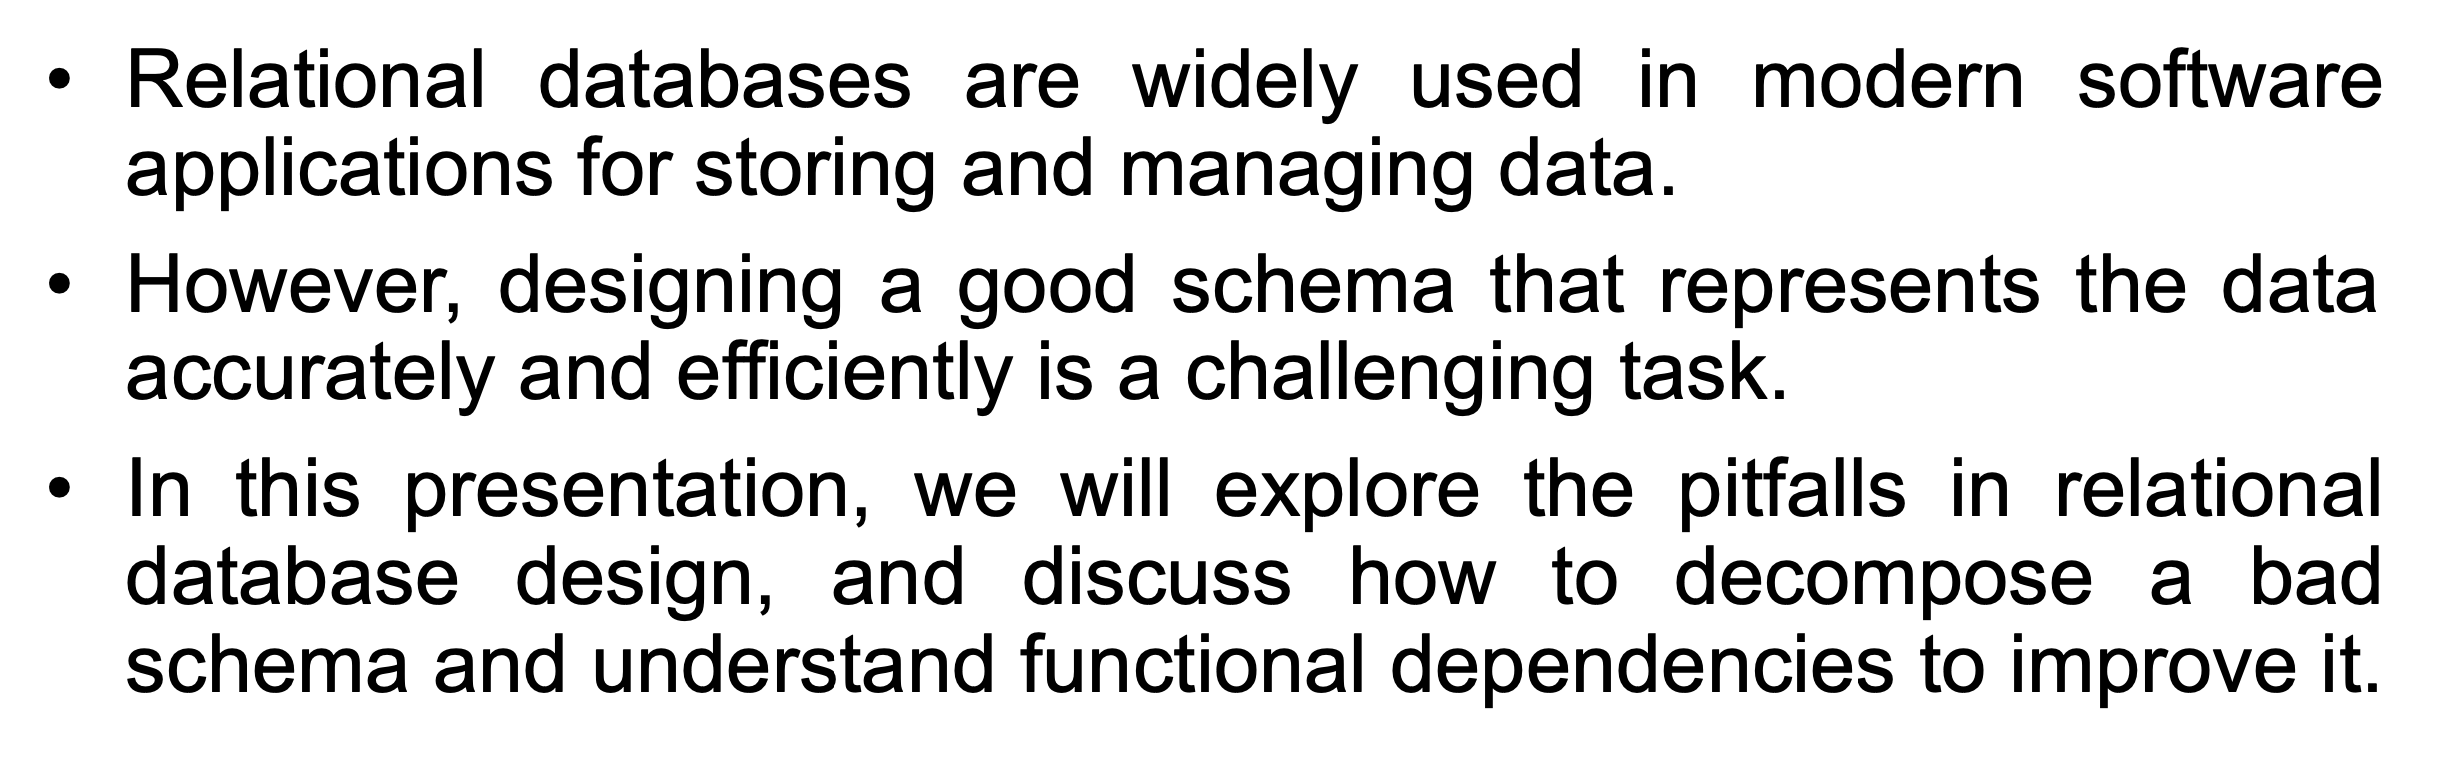 • Relational databases are widely used in modern software
applications for storing and managing data.
• However, designing a good schema that represents the data
accurately and efficiently is a challenging task.
• In this presentation, we will explore the pitfalls in relational
database design, and discuss how to decompose a bad
schema and understand functional dependencies to improve it.